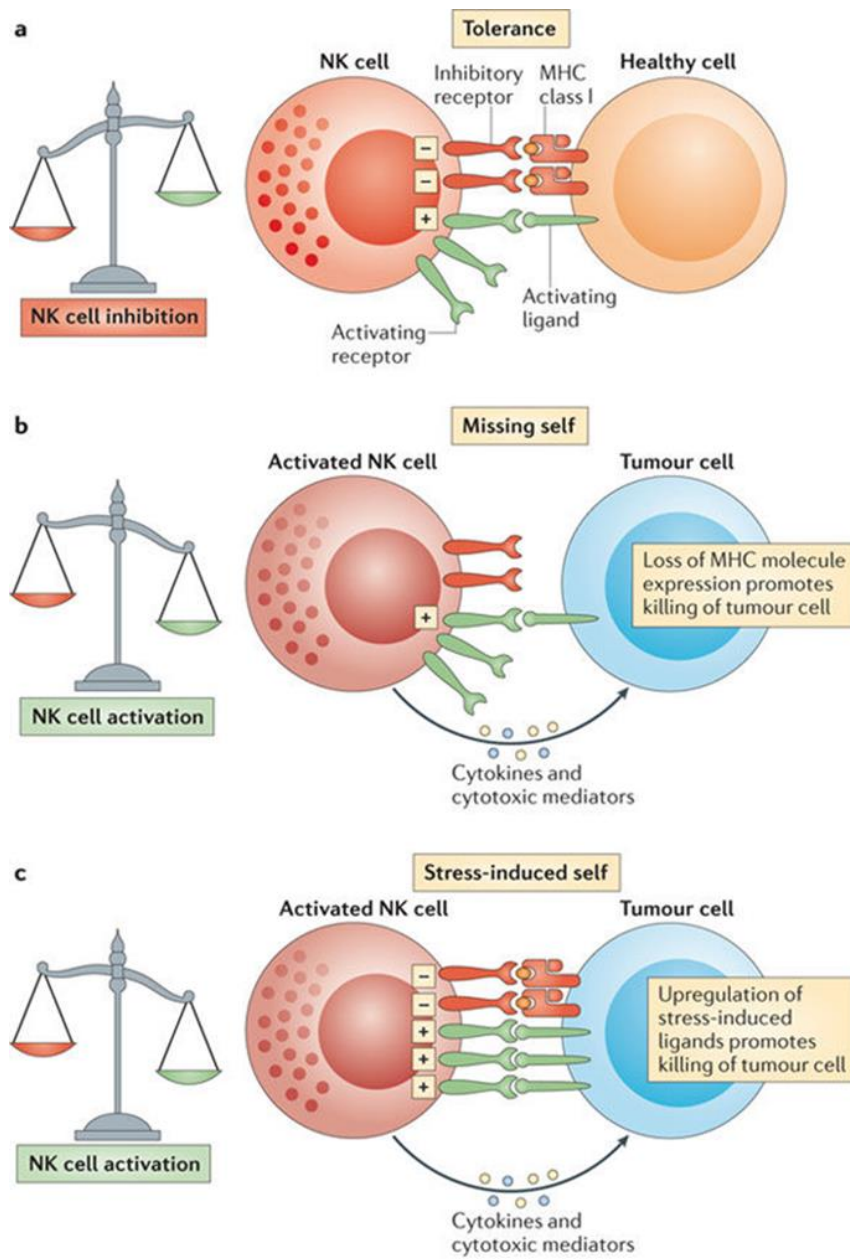 a
Tolerance
NK cell
Inhibitory
receptor
MHC
class I
Healthy cell
−
−
+
NK cell inhibition
Activating
receptor
Activating
ligand
b
Missing self
Activated NK cell
Tumour cell
Loss of MHC molecule
expression promotes
killing of tumour cell
+
NK cell activation
Cytokines and
cytotoxic mediators
c
Stress-induced self
Activated NK cell
Tumour cell
−
−
+
+
+
Upregulation of
stress-induced
ligands promotes
killing of tumour cell
NK cell activation
Cytokines and
cytotoxic mediators